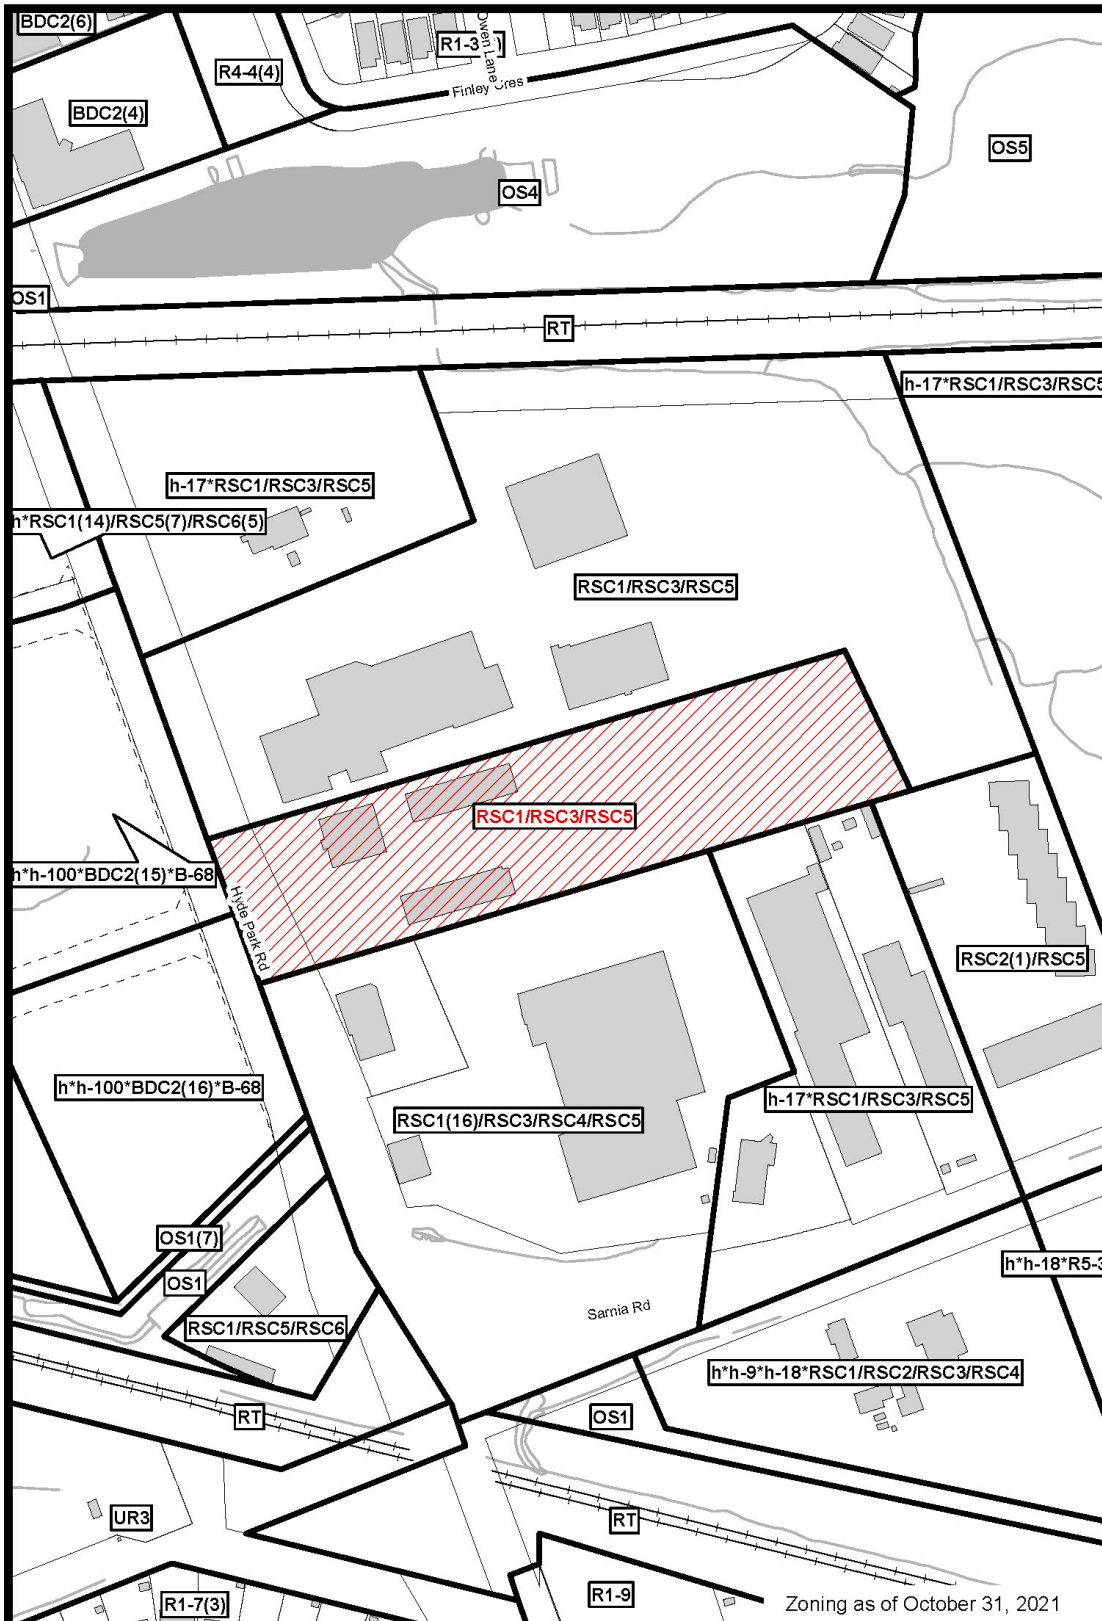 BDC2(6)
R1-3
Owen Lane
R4-4(4)
Finley Cres
BDC2(4)
OS5
OS4
OS1
RT
h-17*RSC1/RSC3/RSC5
h-17*RSC1/RSC3/RSC5
h*RSC1(14)/RSC5(7)/RSC6(5)
RSC1/RSC3/RSC5
RSC1/RSC3/RSC5
h*h-100*BDC2(15)*B-68
Hyde Park Rd
RSC2(1)/RSC5
h*h-100*BDC2(16)*B-68
h-17*RSC1/RSC3/RSC5
RSC1(16)/RSC3/RSC4/RSC5
OS1(7)
h*h-18*R5-3
OS1
Sarnia Rd
RSC1/RSC5/RSC6
h*h-9*h-18*RSC1/RSC2/RSC3/RSC4
RT
OS1
UR3
RT
R1-9
R1-7(3)
Zoning as of October 31, 2021